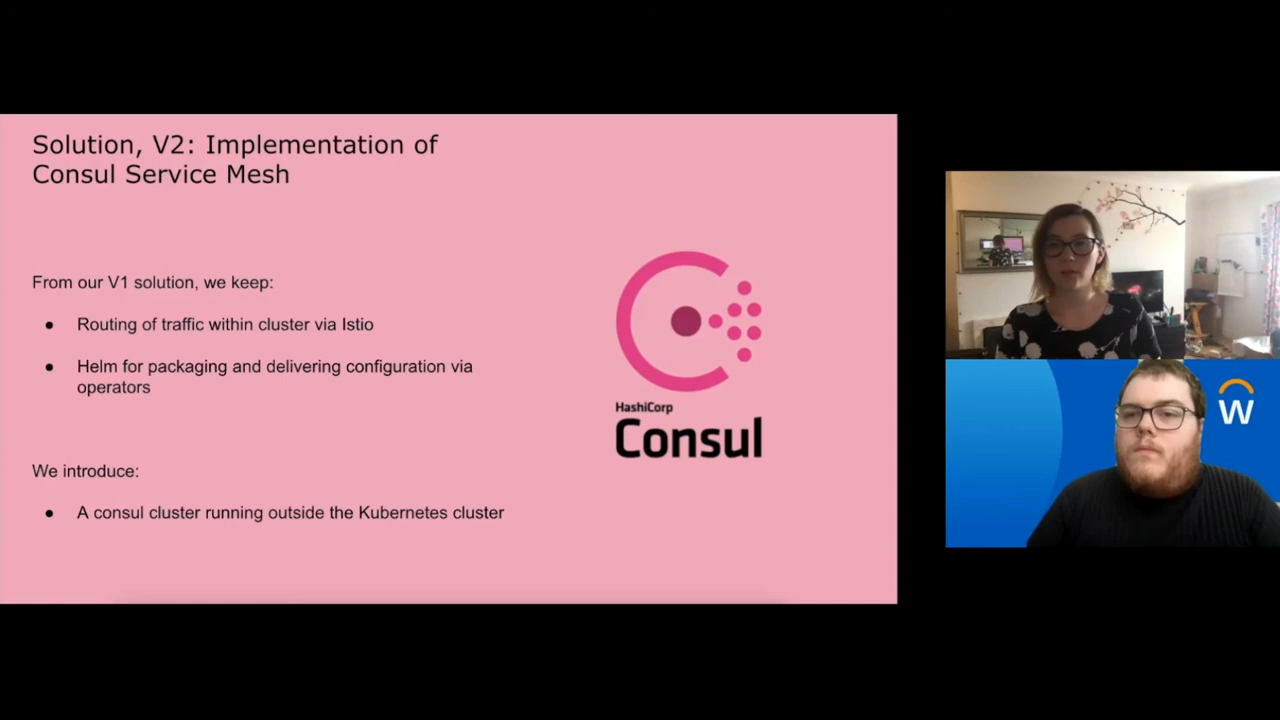 Solution, V2: Implementation of
Consul Service Mesh
From our V1 solution, we keep:
● Routing of traffic within cluster via Istio
● Helm for packaging and delivering configuration via
operators
We introduce:
● A consul cluster running outside the Kubernetes cluster
HashiCorp
Consul
W